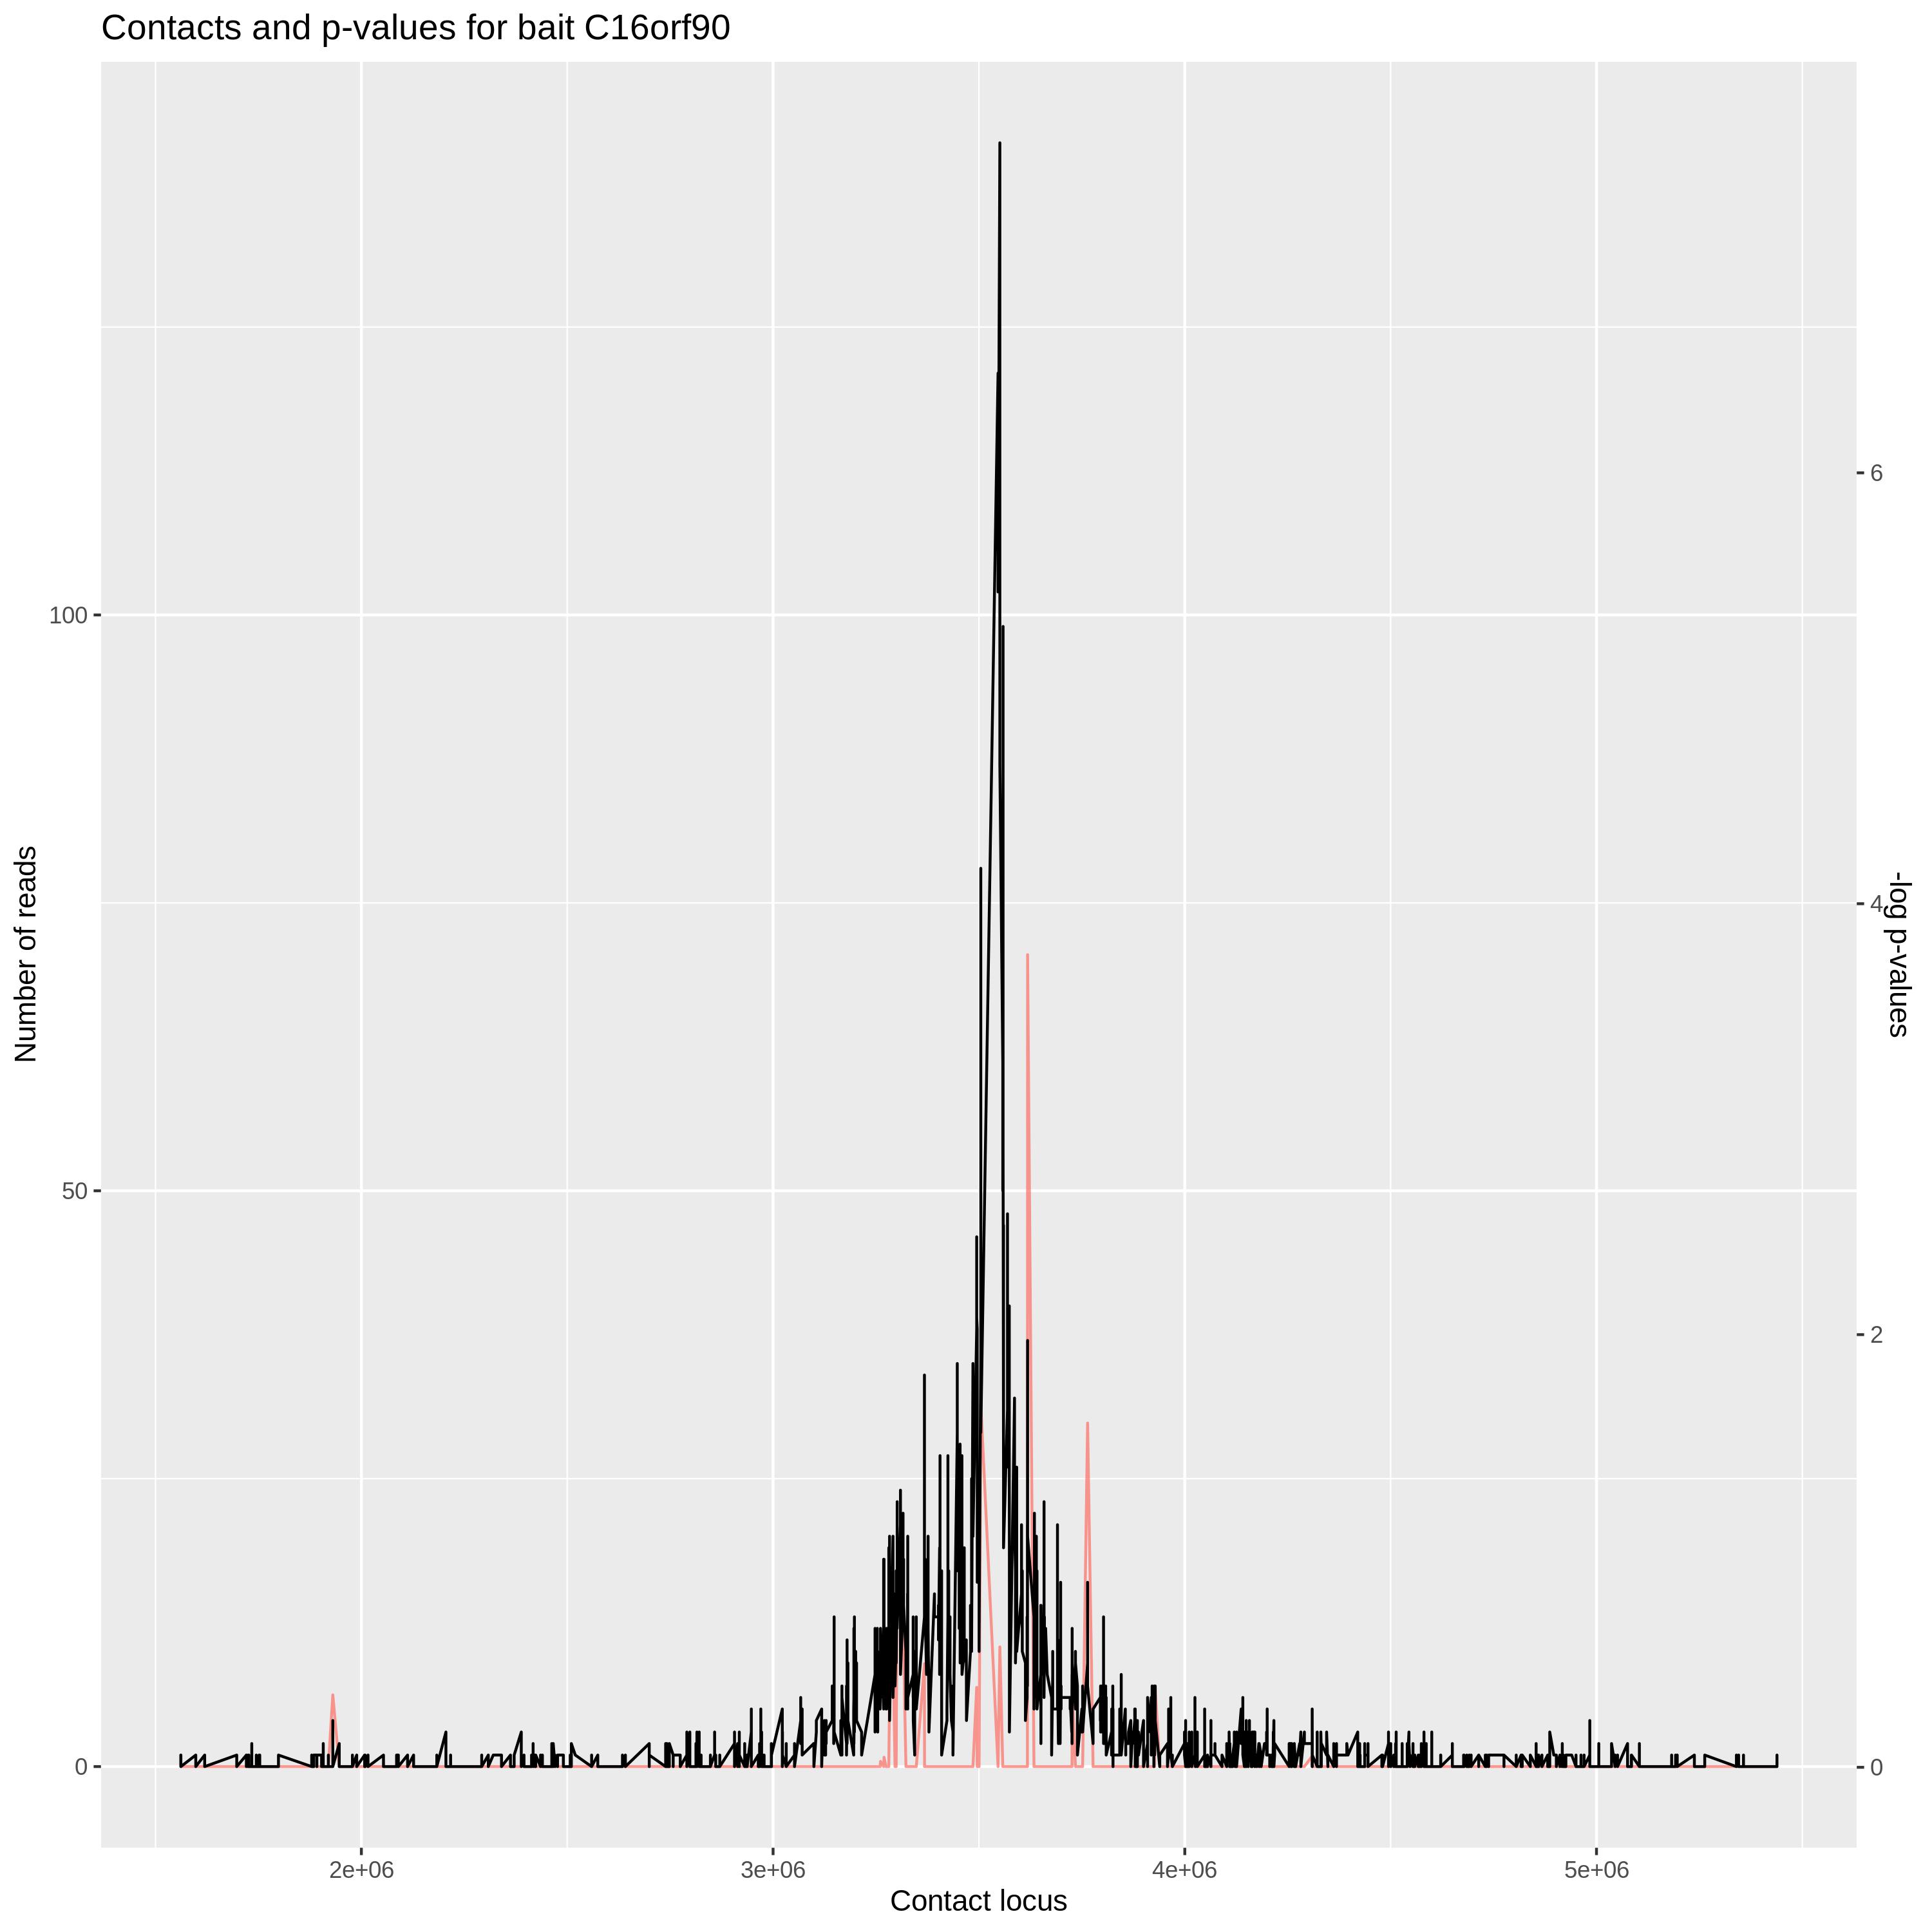 Contacts and p-values for bait C16orf90
Number of reads
100
50
0
6
4
2
0
-log p-values
2e+06
3e+06
4e+06
5e+06
Contact locus